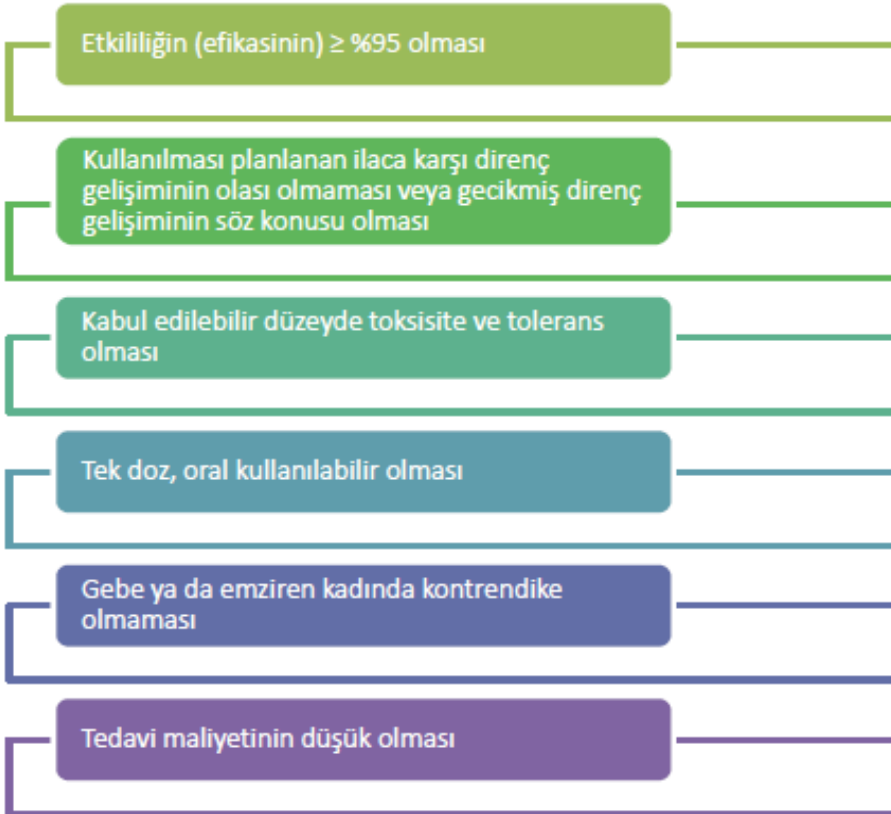 Etkililiğin (efikasinin) ≥ %95 olması
Kullanılması planlanan ilaca karşı direnç
gelişiminin olası olmaması veya gecikmiş direnç
gelişiminin söz konusu olması
Kabul edilebilir düzeyde toksisite ve tolerans
olması
Tek doz, oral kullanılabilir olması
Gebe ya da emziren kadında kontrendike
olmaması
Tedavi maliyetinin düşük olması